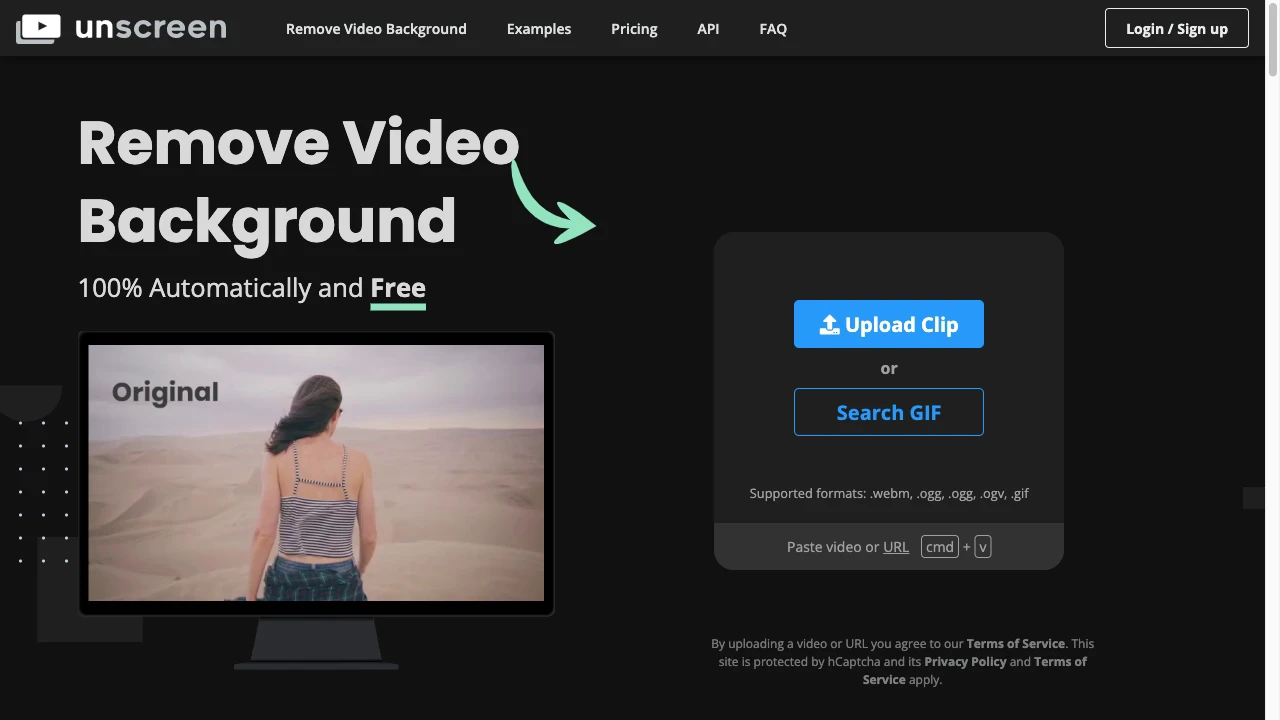 unscreen
Remove Video Background
Examples
Pricing
API
FAQ
Login / Sign up
Remove Video
Background
100% Automatically and Free
Original
Upload Clip
or
Search GIF
Supported formats: .webm, .ogg, .ogg, .ogv, .gif
Paste video or URL cmd + v
By uploading a video or URL you agree to our Terms of Service. This
site is protected by hCaptcha and its Privacy Policy and Terms of
Service apply.